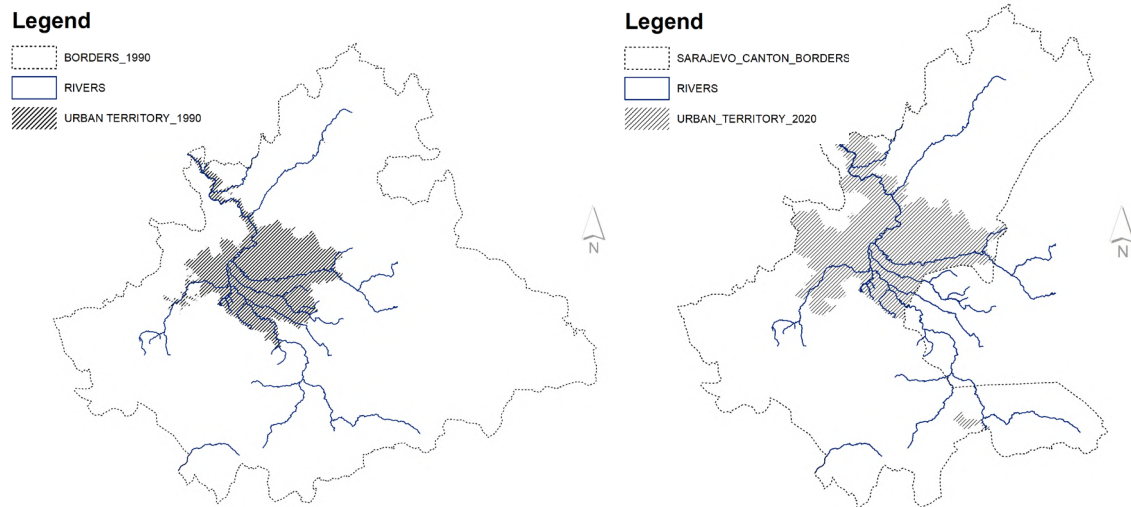 Legend
BORDERS_1990
RIVERS
URBAN TERRITORY_1990
N
Legend
SARAJEVO_CANTON_BORDERS
RIVERS
URBAN_TERRITORY_2020
N